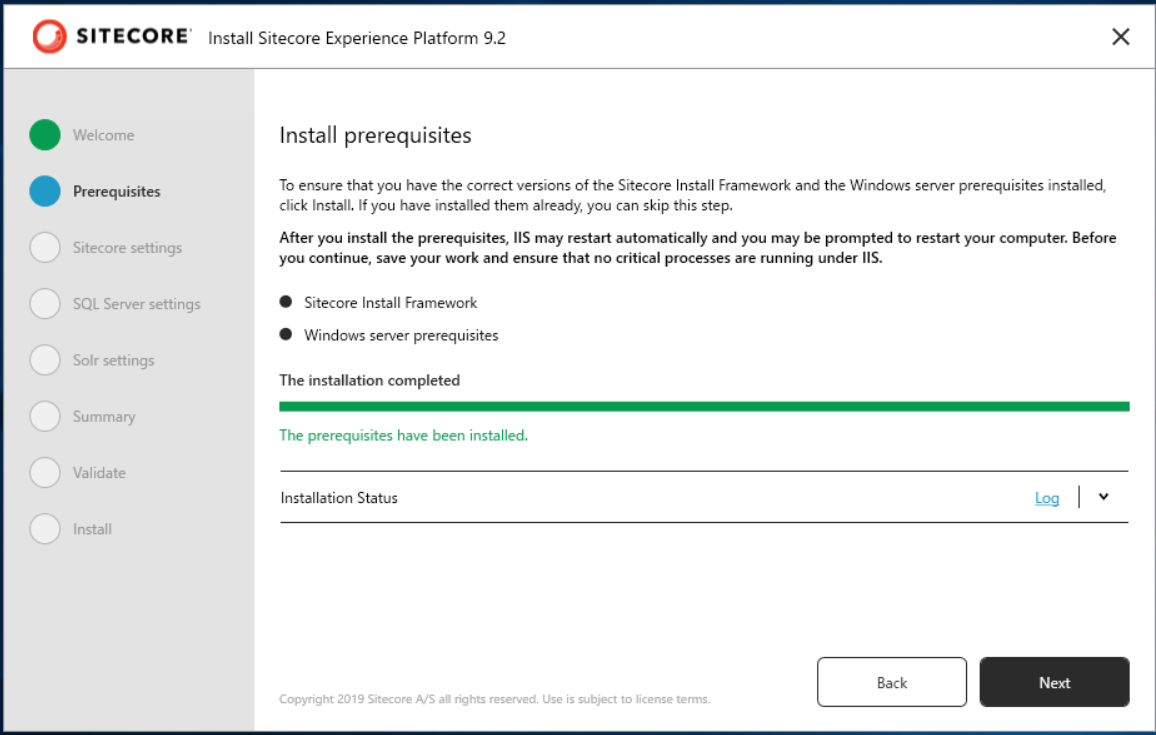 SITECORE Install Sitecore Experience Platform 9.2
Welcome
Prerequisites
Sitecore settings
SQL Server settings
Solr settings
Summary
Validate
Install
Install prerequisites
To ensure that you have the correct versions of the Sitecore Install Framework and the Windows server prerequisites installed,
click Install. If you have installed them already, you can skip this step.
After you install the prerequisites, IIS may restart automatically and you may be prompted to restart your computer. Before
you continue, save your work and ensure that no critical processes are running under IIS.
Sitecore Install Framework
Windows server prerequisites
The installation completed
The prerequisites have been installed.
Installation Status Log
Back Next
Copyright 2019 Sitecore A/S all rights reserved. Use is subject to license terms.